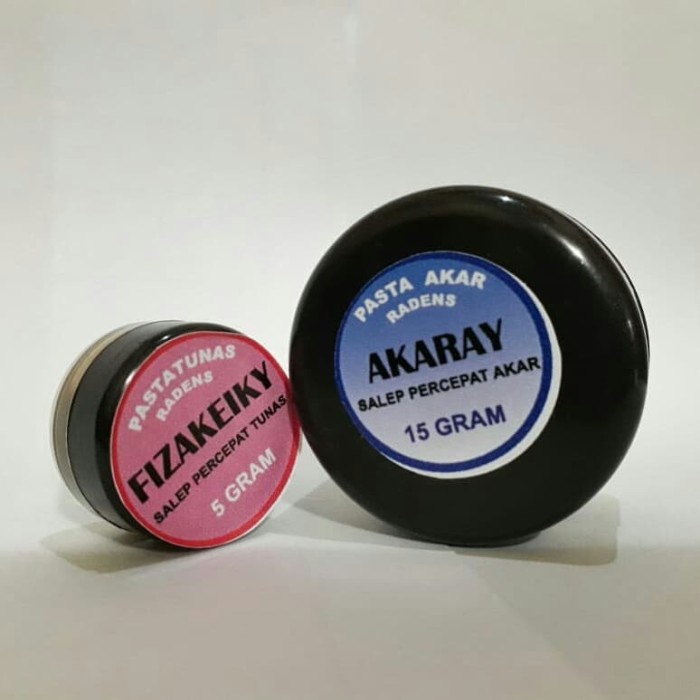 PASTATUNAS
RADENS
FIZAKEIKY
SALEP PERCEPAT TUNAS
5 GRAM
PASTA AKAR
RADENS
AKARAY
SALEP PERCEPAT AKAR
15 GRAM